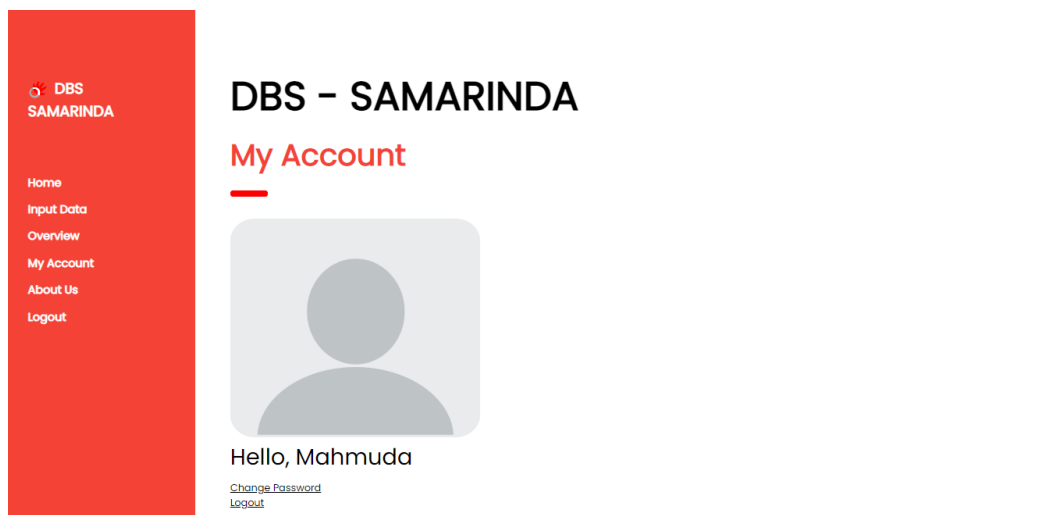 DBS
SAMARINDA
Home
Input Data
Overview
My Account
About Us
Logout
DBS - SAMARINDA
My Account
Hello, Mahmuda
Change Password
Logout